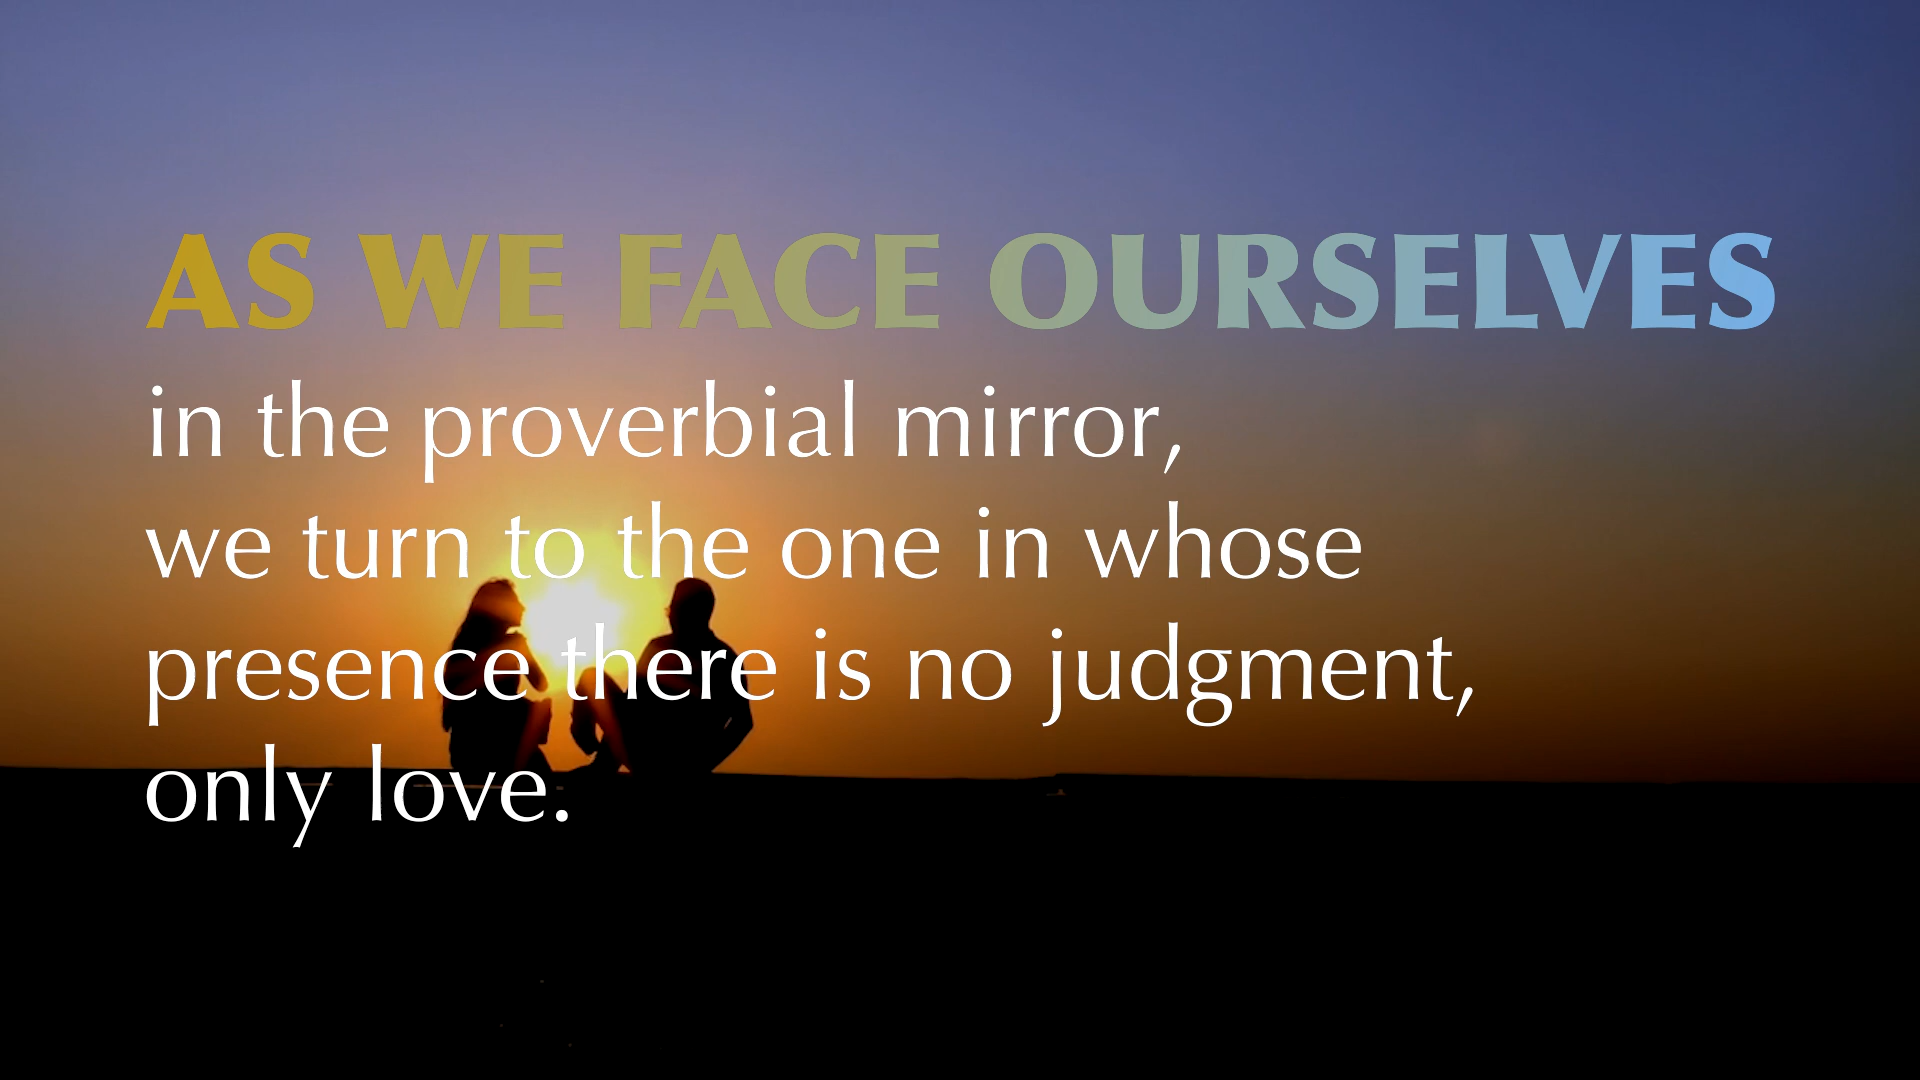 AS WE FACE OURSELVES
in the proverbial mirror,
we turn to the one in whose
presence there is no judgment,
only love.